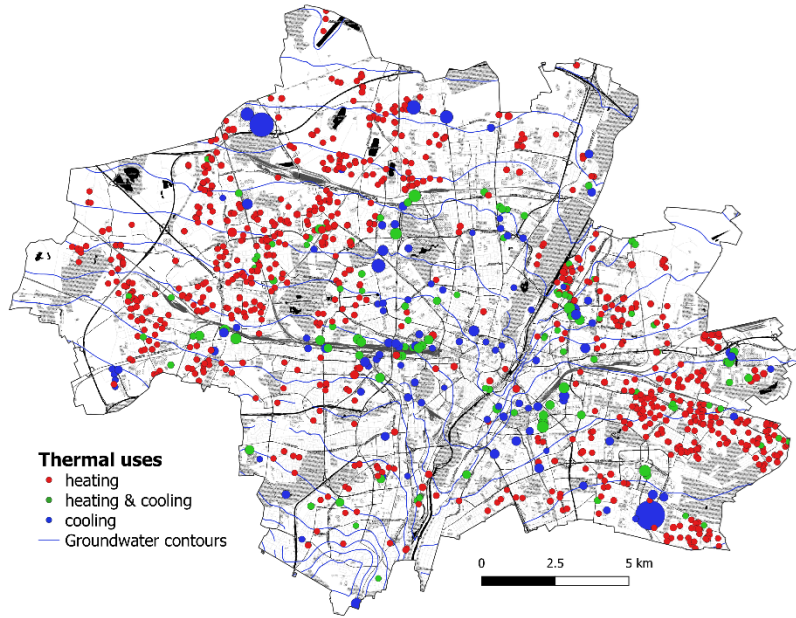 Thermal uses
heating
heating & cooling
cooling
Groundwater contours
0 2.5 5 km